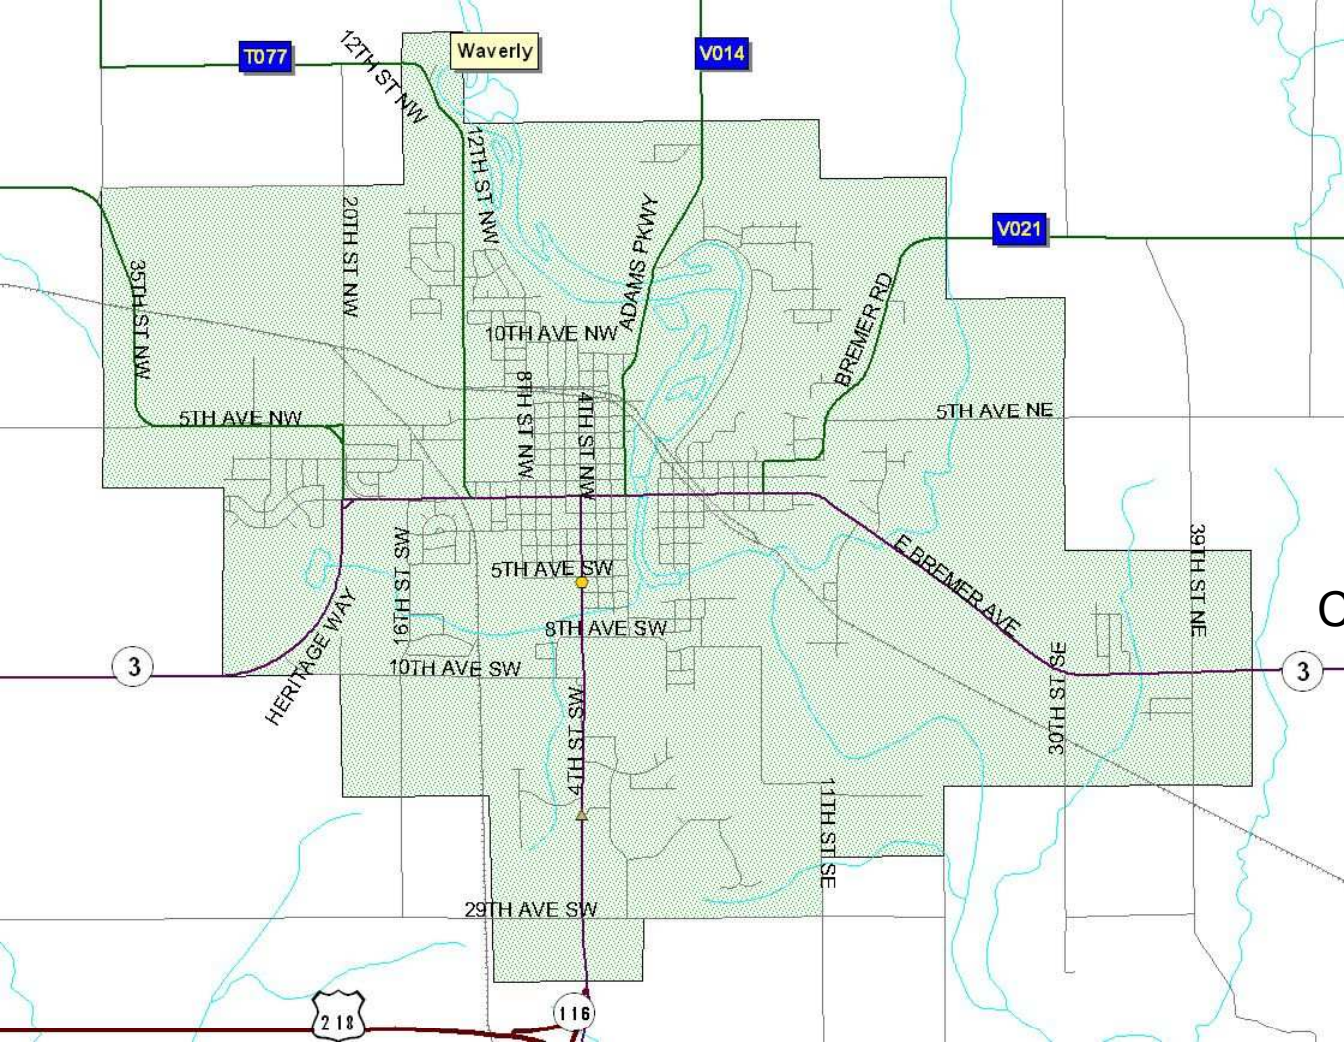 12TH ST NW
Waverly
T077
V014
12TH ST NW
20TH ST NW
ADAMS PKWY
V021
35TH ST NW
BREMER RD
10TH AVE NW
8TH ST NW
4TH ST NW
5TH AVE NW
5TH AVE NE
16TH ST SW
E BREMER AVE
39TH ST NE
5TH AVE SW
HERITAGE WAY
8TH AVE SW
3
10TH AVE SW
30TH ST SE
3
4TH ST SW
11TH ST SE
29TH AVE SW
218
116